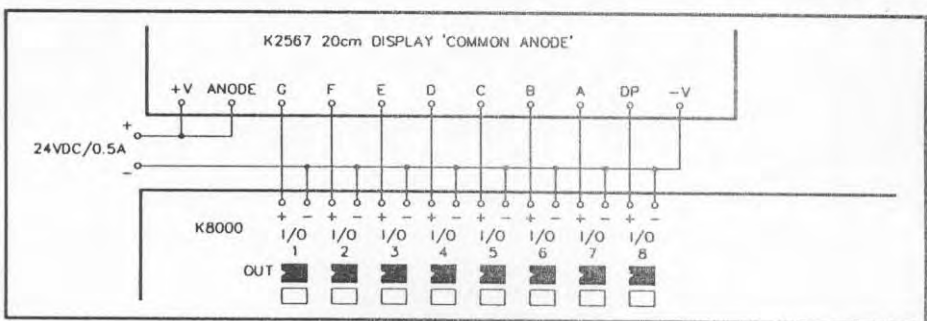 K2567 20cm DISPLAY 'COMMON ANODE'
+V ANODE G F E D C B A DP -V
+
24VDC/0.5A
-
+ - + - + - + - + - + - + - + -
K8000 I/O I/O I/O I/O I/O I/O I/O I/O
1 2 3 4 5 6 7 8
OUT